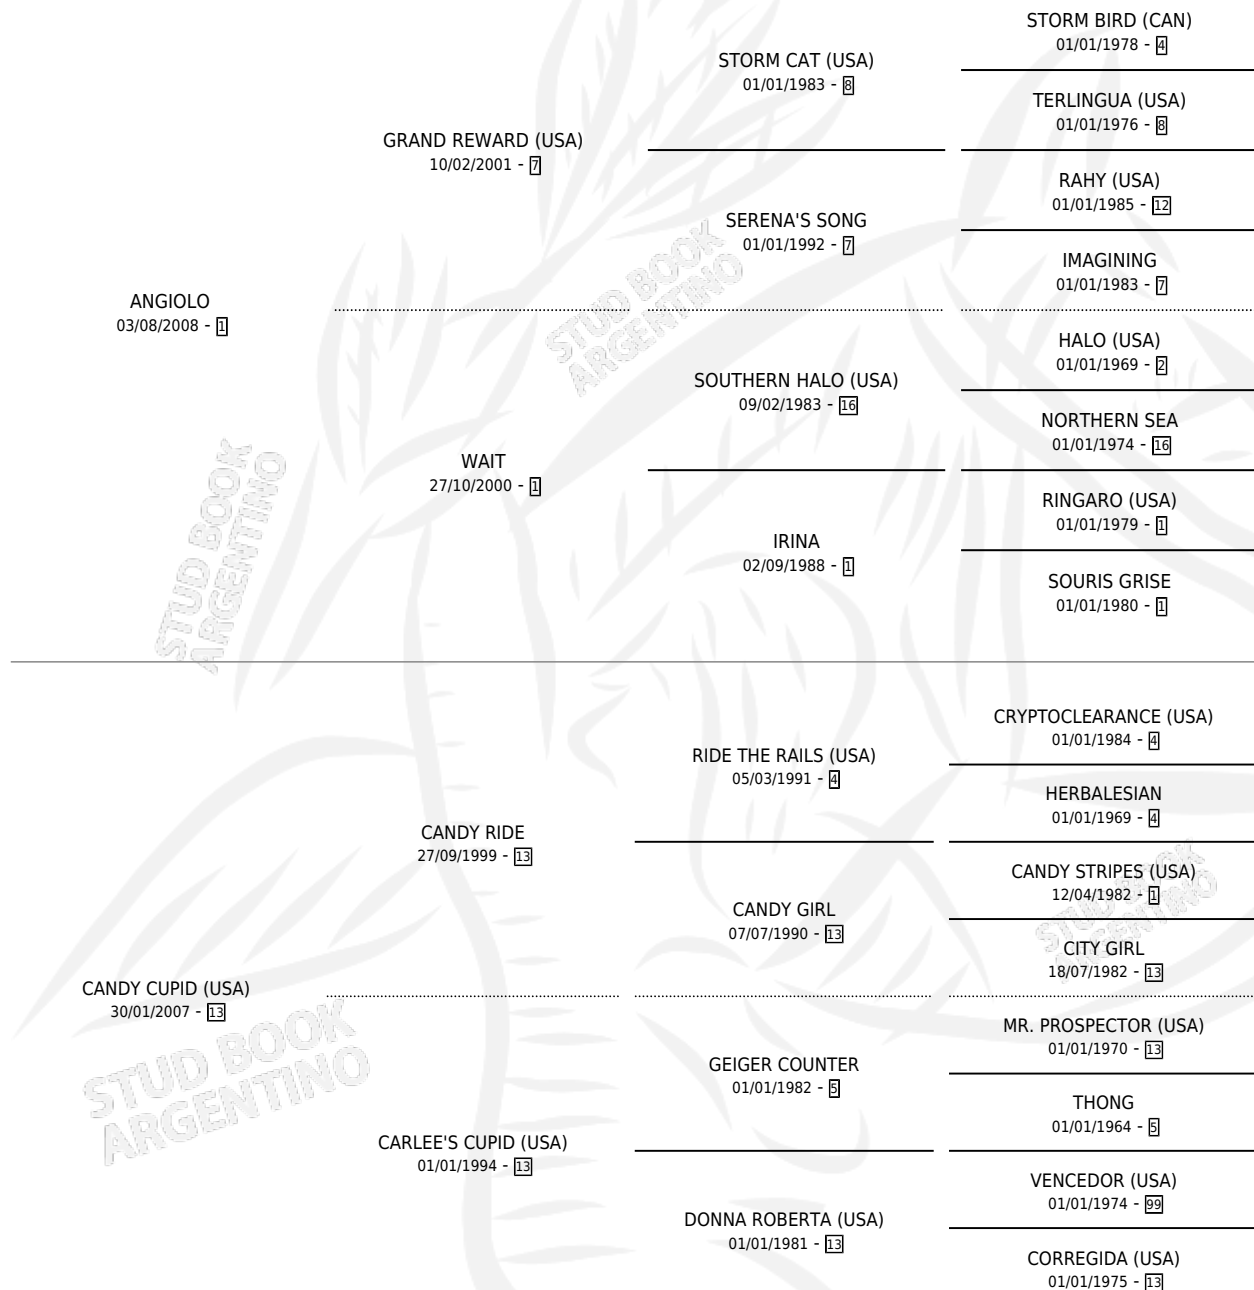 STORM BIRD (CAN)
01/01/1978 - 4
STORM CAT (USA)
01/01/1983 - 8
TERLINGUA (USA)
01/01/1976 - 8
GRAND REWARD (USA)
10/02/2001 - 7
RAHY (USA)
01/01/1985 - 12
SERENA'S SONG
01/01/1992 - 7
IMAGINING
01/01/1983 - 7
ANGIOLO
03/08/2008 - 1
HALO (USA)
01/01/1969 - 2
SOUTHERN HALO (USA)
09/02/1983 - 16
NORTHERN SEA
01/01/1974 - 16
WAIT
27/10/2000 - 1
RINGARO (USA)
01/01/1979 - 1
IRINA
02/09/1988 - 1
SOURIS GRISE
01/01/1980 - 1
CRYPTOCLEARANCE (USA)
01/01/1984 - 4
RIDE THE RAILS (USA)
05/03/1991 - 4
HERBALESIAN
01/01/1969 - 4
CANDY RIDE
27/09/1999 - 13
CANDY STRIPES (USA)
12/04/1982 - 1
CANDY GIRL
07/07/1990 - 13
CITY GIRL
18/07/1982 - 13
CANDY CUPID (USA)
30/01/2007 - 13
MR. PROSPECTOR (USA)
01/01/1970 - 13
GEIGER COUNTER
01/01/1982 - 5
THONG
01/01/1964 - 5
CARLEE'S CUPID (USA)
01/01/1994 - 13
VENCEDOR (USA)
01/01/1974 - 99
DONNA ROBERTA (USA)
01/01/1981 - 13
CORREGIDA (USA)
01/01/1975 - 13
STUD BOOK
ARGENTINO
STUD BOOK
ARGENTINO
STUD BOOK
ARGENTINO
STUD BOOK
ARGENTINO